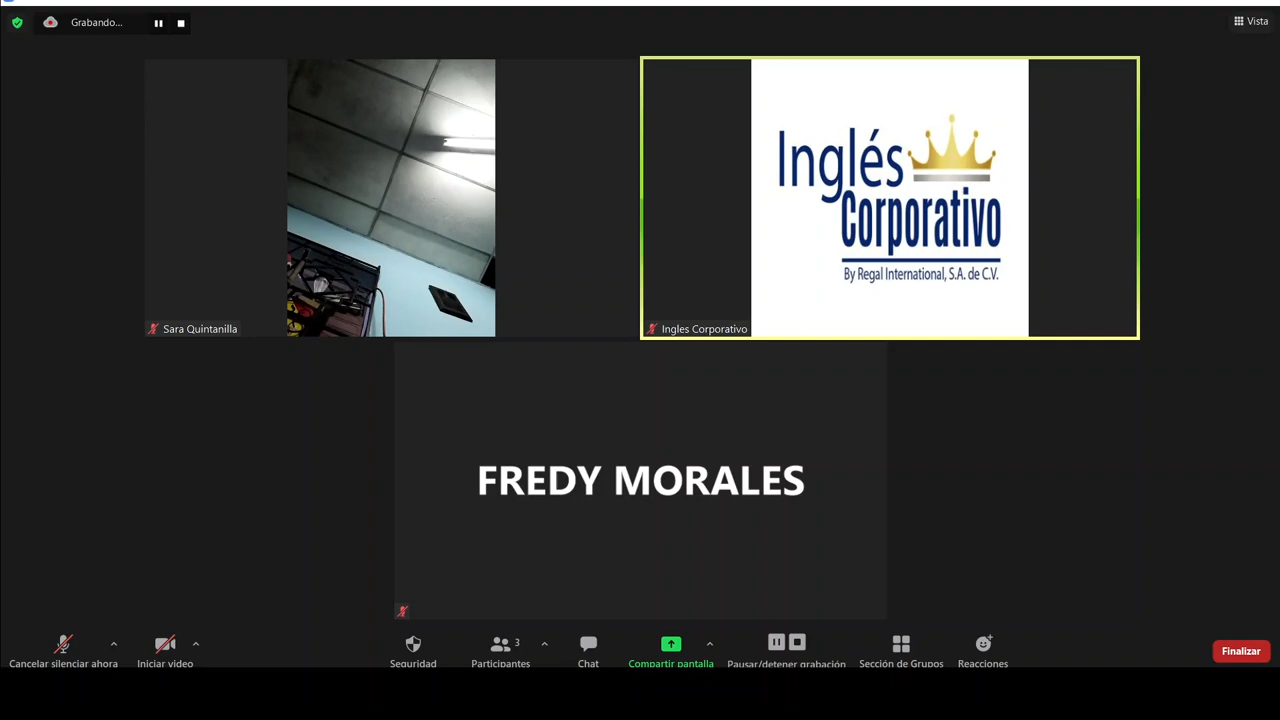 Grabando...
Vista
Inglés
Corporativo
By Regal International, S.A. de C.V.
Sara Quintanilla
Ingles Corporativo
FREDY MORALES
Cancelar silenciar ahora
Iniciar video
Seguridad
Participantes
3
Chat
Compartir pantalla
Pausar/detener grabación
Sección de Grupos
Reacciones
Finalizar